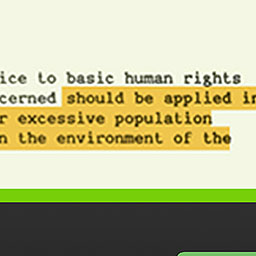 ice to basic human rights
cerned should be applied in
r excessive population
n the environment of the